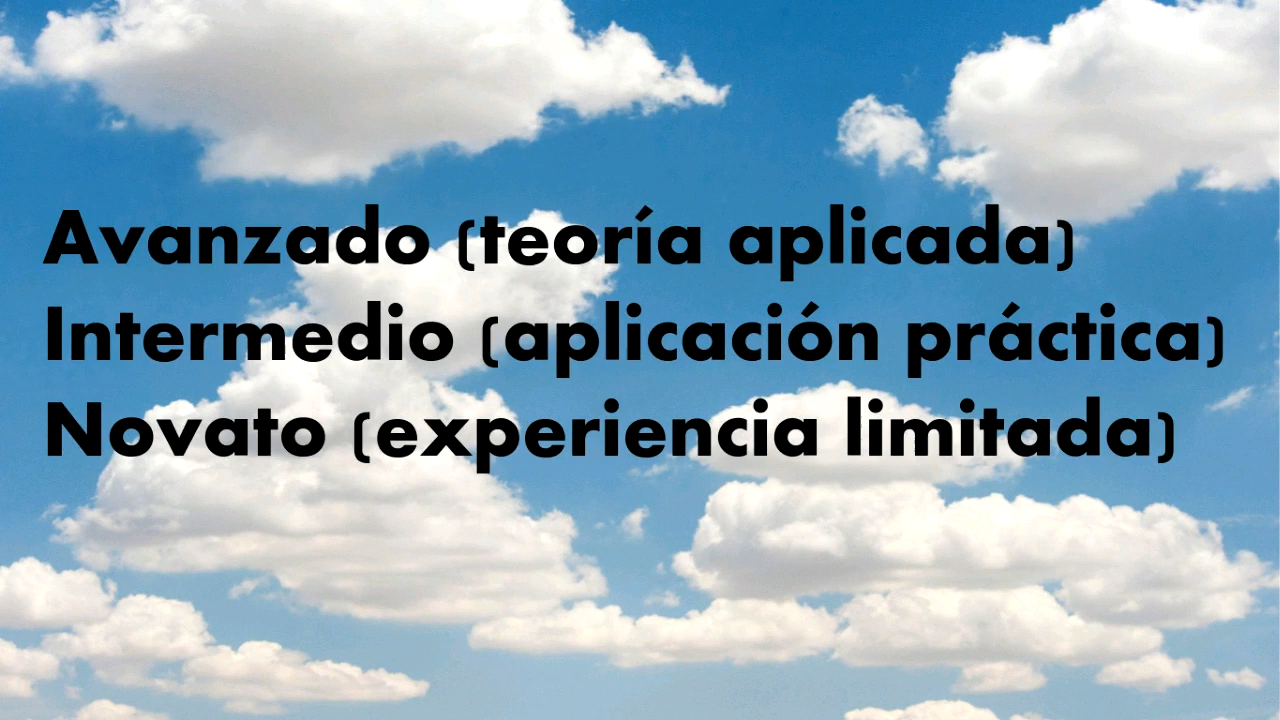 Avanzado (teoría aplicada)
Intermedio (aplicación práctica)
Novato (experiencia limitada)